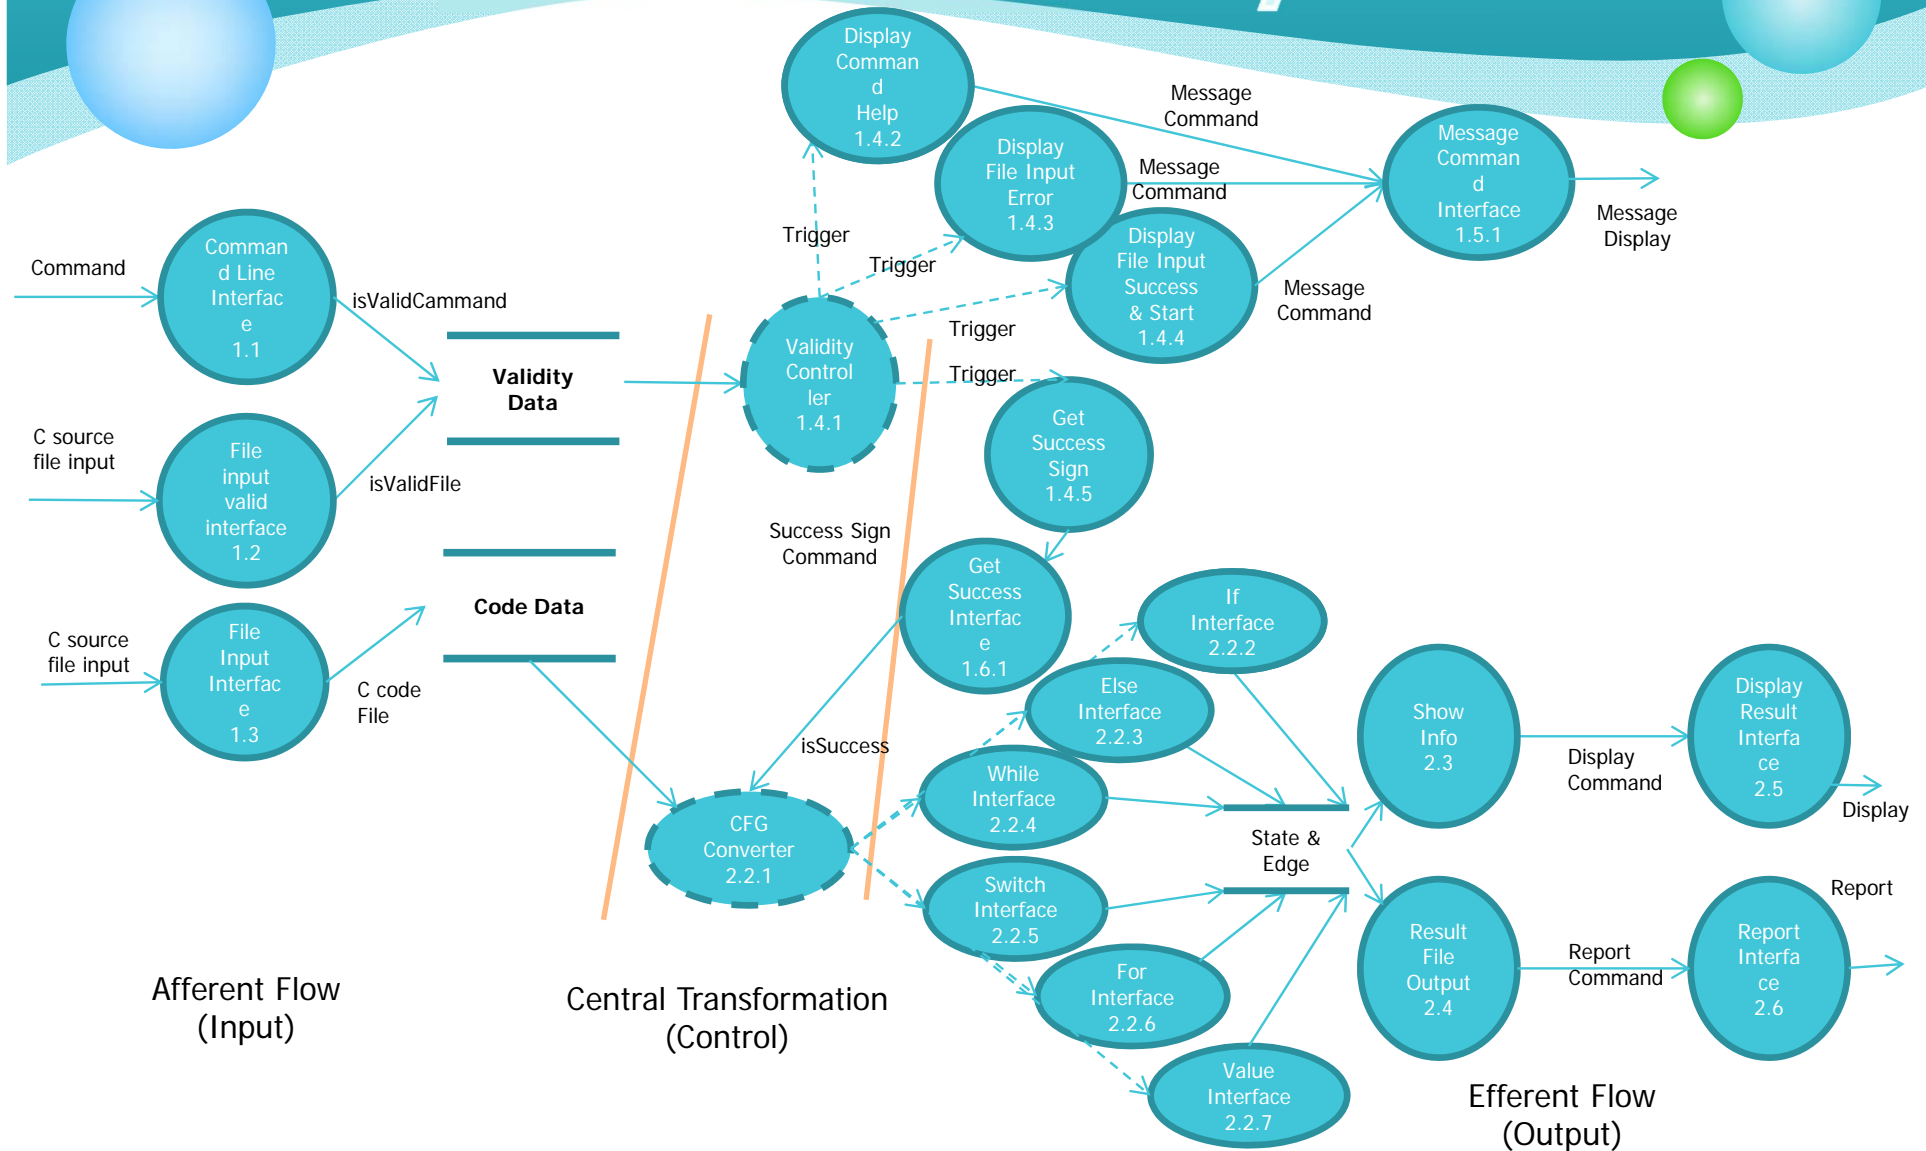 Display
Comman
d
Help
1.4.2
Message
Command
Display
File Input
Error
1.4.3
Message
Command
Message
Comman
d
Interface
1.5.1
Message
Display
Trigger
Trigger
Display
File Input
Success
& Start
1.4.4
Message
Command
Trigger
Trigger
Command
Comman
d Line
Interfac
e
1.1
isValidCammand
Validity
Data
Validity
Control
ler
1.4.1
C source
file input
File
input
valid
interface
1.2
isValidFile
Get
Success
Sign
1.4.5
Success Sign
Command
Get
Success
Interfac
e
1.6.1
Code Data
C source
file input
File
Input
Interfac
e
1.3
C code
File
isSuccess
If
Interface
2.2.2
Else
Interface
2.2.3
While
Interface
2.2.4
CFG
Converter
2.2.1
Switch
Interface
2.2.5
For
Interface
2.2.6
Value
Interface
2.2.7
State &
Edge
Show
Info
2.3
Display
Command
Display
Result
Interfa
ce
2.5
Display
Result
File
Output
2.4
Report
Command
Report
Interfa
ce
2.6
Report
Afferent Flow
(Input)
Central Transformation
(Control)
Efferent Flow
(Output)